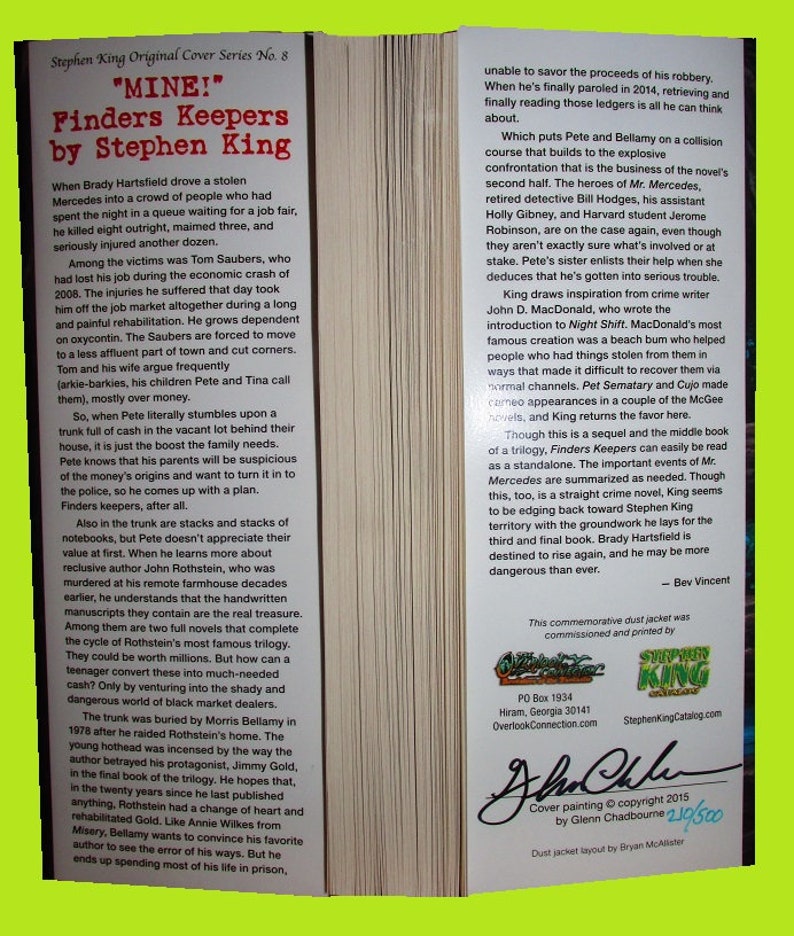 Stephen King Original Cover Series No. 8
"MINE!"
Finders Keepers
by Stephen King
When Brady Hartsfield drove a stolen
Mercedes into a crowd of people who had
spent the night in a queue waiting for a job fair,
he killed eight outright, maimed three, and
seriously injured another dozen.
Among the victims was Tom Saubers, who
had lost his job during the economic crash of
2008. The injuries he suffered that day took
him off the job market altogether during a long
and painful rehabilitation. He grows dependent
on oxycontin. The Saubers are forced to move
to a less affluent part of town and cut corners.
Tom and his wife argue frequently
(arkie-barkies, his children Pete and Tina call
them), mostly over money.
So, when Pete literally stumbles upon a
trunk full of cash in the vacant lot behind their
house, it is just the boost the family needs.
Pete knows that his parents will be suspicious
of the money's origins and want to turn it in to
the police, so he comes up with a plan.
Finders keepers, after all.
Also in the trunk are stacks and stacks of
notebooks, but Pete doesn't appreciate their
value at first. When he learns more about
reclusive author John Rothstein, who was
murdered at his remote farmhouse decades
earlier, he understands that the handwritten
manuscripts they contain are the real treasure.
Among them are two full novels that complete
the cycle of Rothstein's most famous trilogy.
They could be worth millions. But how can a
teenager convert these into much-needed
cash? Only by venturing into the shady and
dangerous world of black market dealers.
The trunk was buried by Morris Bellamy in
1978 after he raided Rothstein's home. The
young hothead was incensed by the way the
author betrayed his protagonist, Jimmy Gold,
in the final book of the trilogy. He hopes that,
in the twenty years since he last published
anything, Rothstein had a change of heart and
rehabilitated Gold. Like Annie Wilkes from
Misery, Bellamy wants to convince his favorite
author to see the error of his ways. But he
ends up spending most of his life in prison,
unable to savor the proceeds of his robbery.
When he's finally paroled in 2014, retrieving and
finally reading those ledgers is all he can think
about.
Which puts Pete and Bellamy on a collision
course that builds to the explosive
confrontation that is the business of the novel's
second half. The heroes of Mr. Mercedes,
retired detective Bill Hodges, his assistant
Holly Gibney, and Harvard student Jerome
Robinson, are on the case again, even though
they aren't exactly sure what's involved or at
stake. Pete's sister enlists their help when she
deduces that he's gotten into serious trouble.
King draws inspiration from crime writer
John D. MacDonald, who wrote the
introduction to Night Shift. MacDonald's most
famous creation was a beach bum who helped
people who had things stolen from them in
ways that made it difficult to recover them via
normal channels. Pet Sematary and Cujo made
cameo appearances in a couple of the McGee
novels, and King returns the favor here.
Though this is a sequel and the middle book
of a trilogy, Finders Keepers can easily be read
as a standalone. The important events of Mr.
Mercedes are summarized as needed. Though
this, too, is a straight crime novel, King seems
to be edging back toward Stephen King
territory with the groundwork he lays for the
third and final book. Brady Hartsfield is
destined to rise again, and he may be more
dangerous than ever.
— Bev Vincent
This commemorative dust jacket was
commissioned and printed by
Overlook Connection
PO Box 1934
Hiram, Georgia 30141
OverlookConnection.com
STEPHEN
KING
CATALOG
StephenKingCatalog.com
Cover painting © copyright 2015
by Glenn Chadbourne 210/500
Dust jacket layout by Bryan McAllister